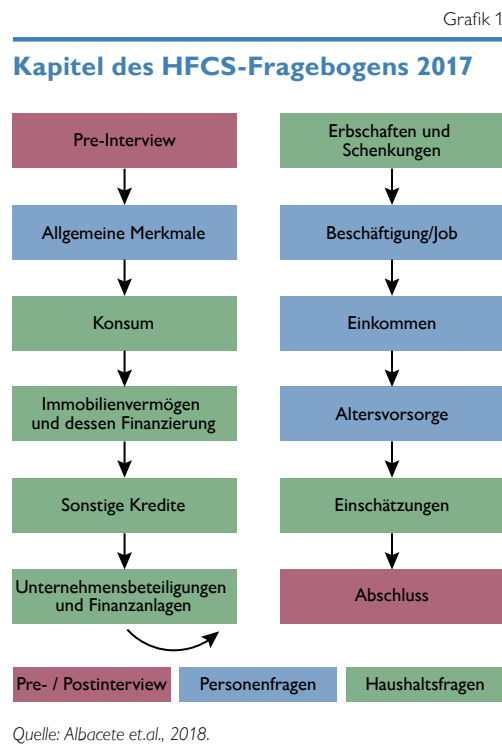 Grafik 1
Kapitel des HFCS-Fragebogens 2017
Pre-Interview
Allgemeine Merkmale
Konsum
Immobilienvermögen
und dessen Finanzierung
Sonstige Kredite
Unternehmensbeteiligungen
und Finanzanlagen
Erbschaften und
Schenkungen
Beschäftigung/Job
Einkommen
Altersvorsorge
Einschätzungen
Abschluss
Pre- / Postinterview
Personenfragen
Haushaltsfragen
Quelle: Albacete et.al., 2018.